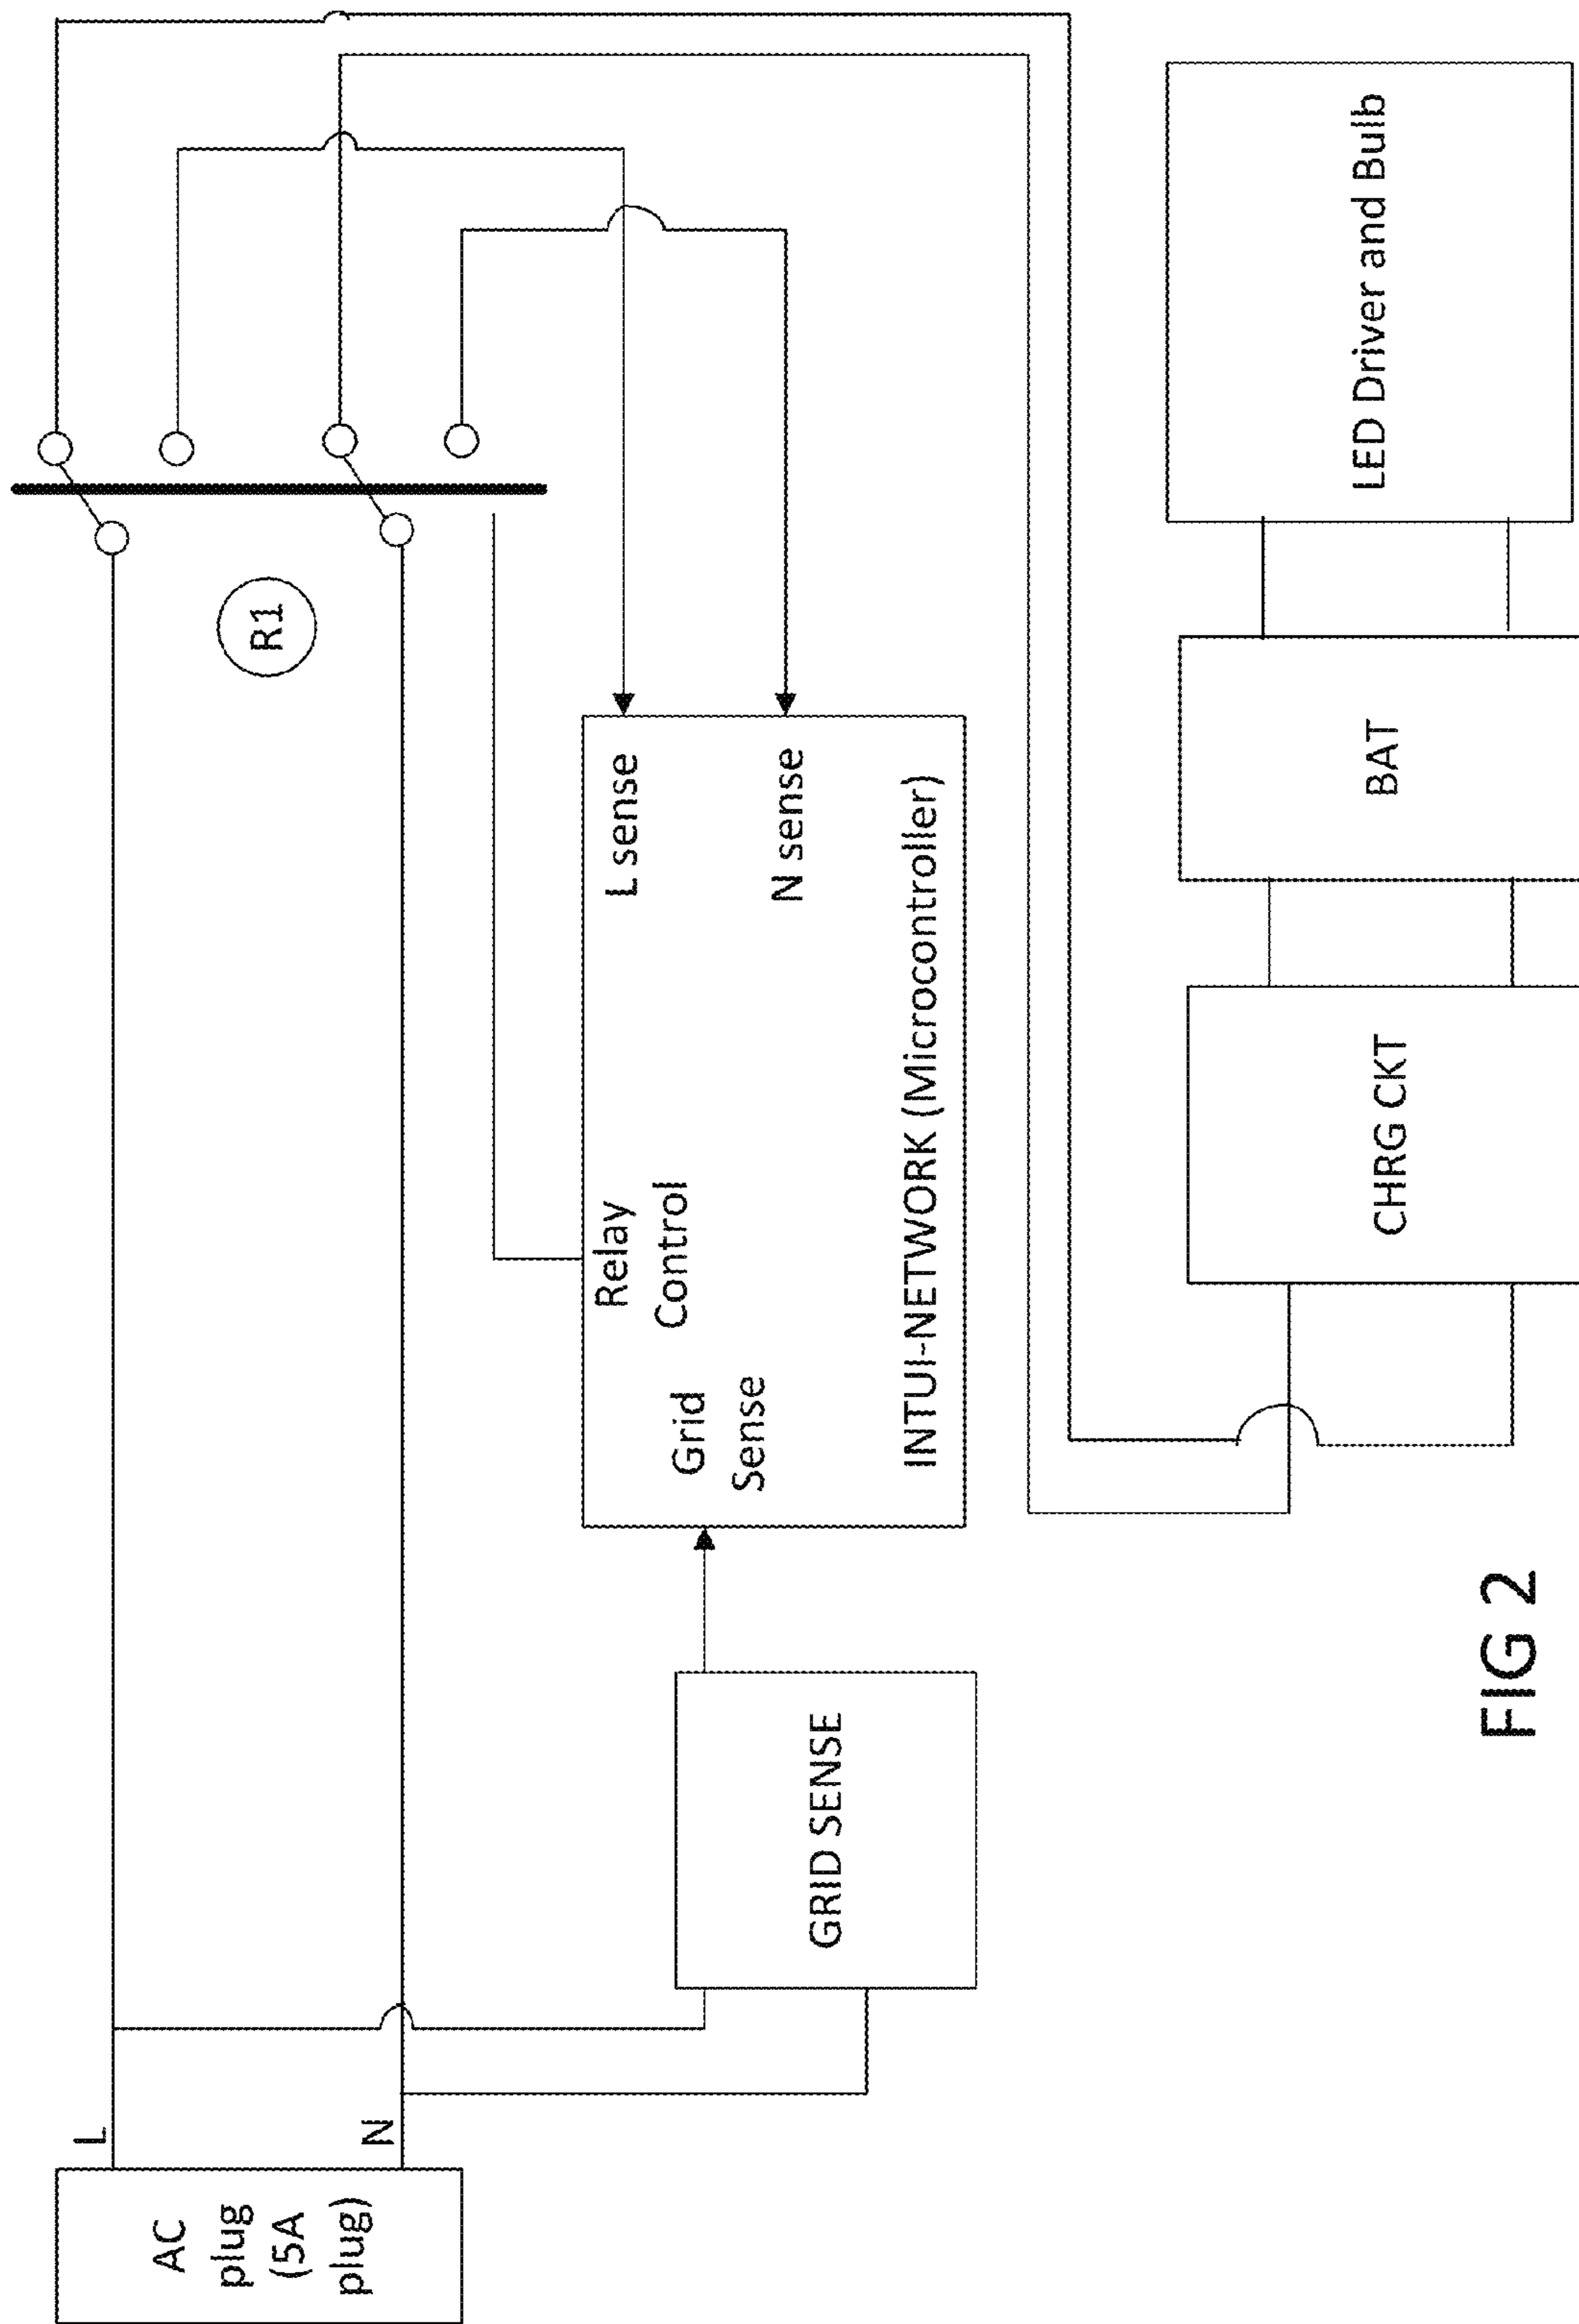 AC
plug
(5A
plug)
L
N
R1
GRID SENSE
Grid
Sense
Relay
Control
L sense
N sense
INTUI-NETWORK (Microcontroller)
CHRG CKT
BAT
LED Driver and Bulb
FIG 2